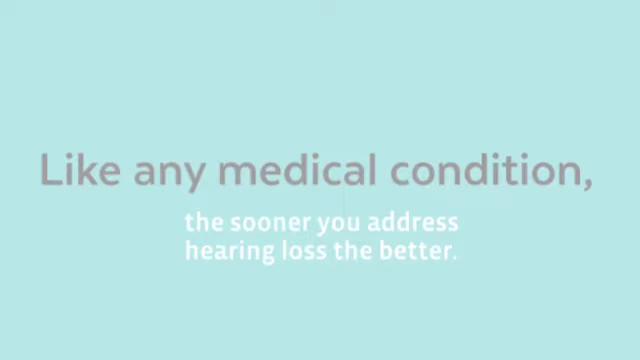 Like any medical condition,
the sooner you address
hearing loss the better.